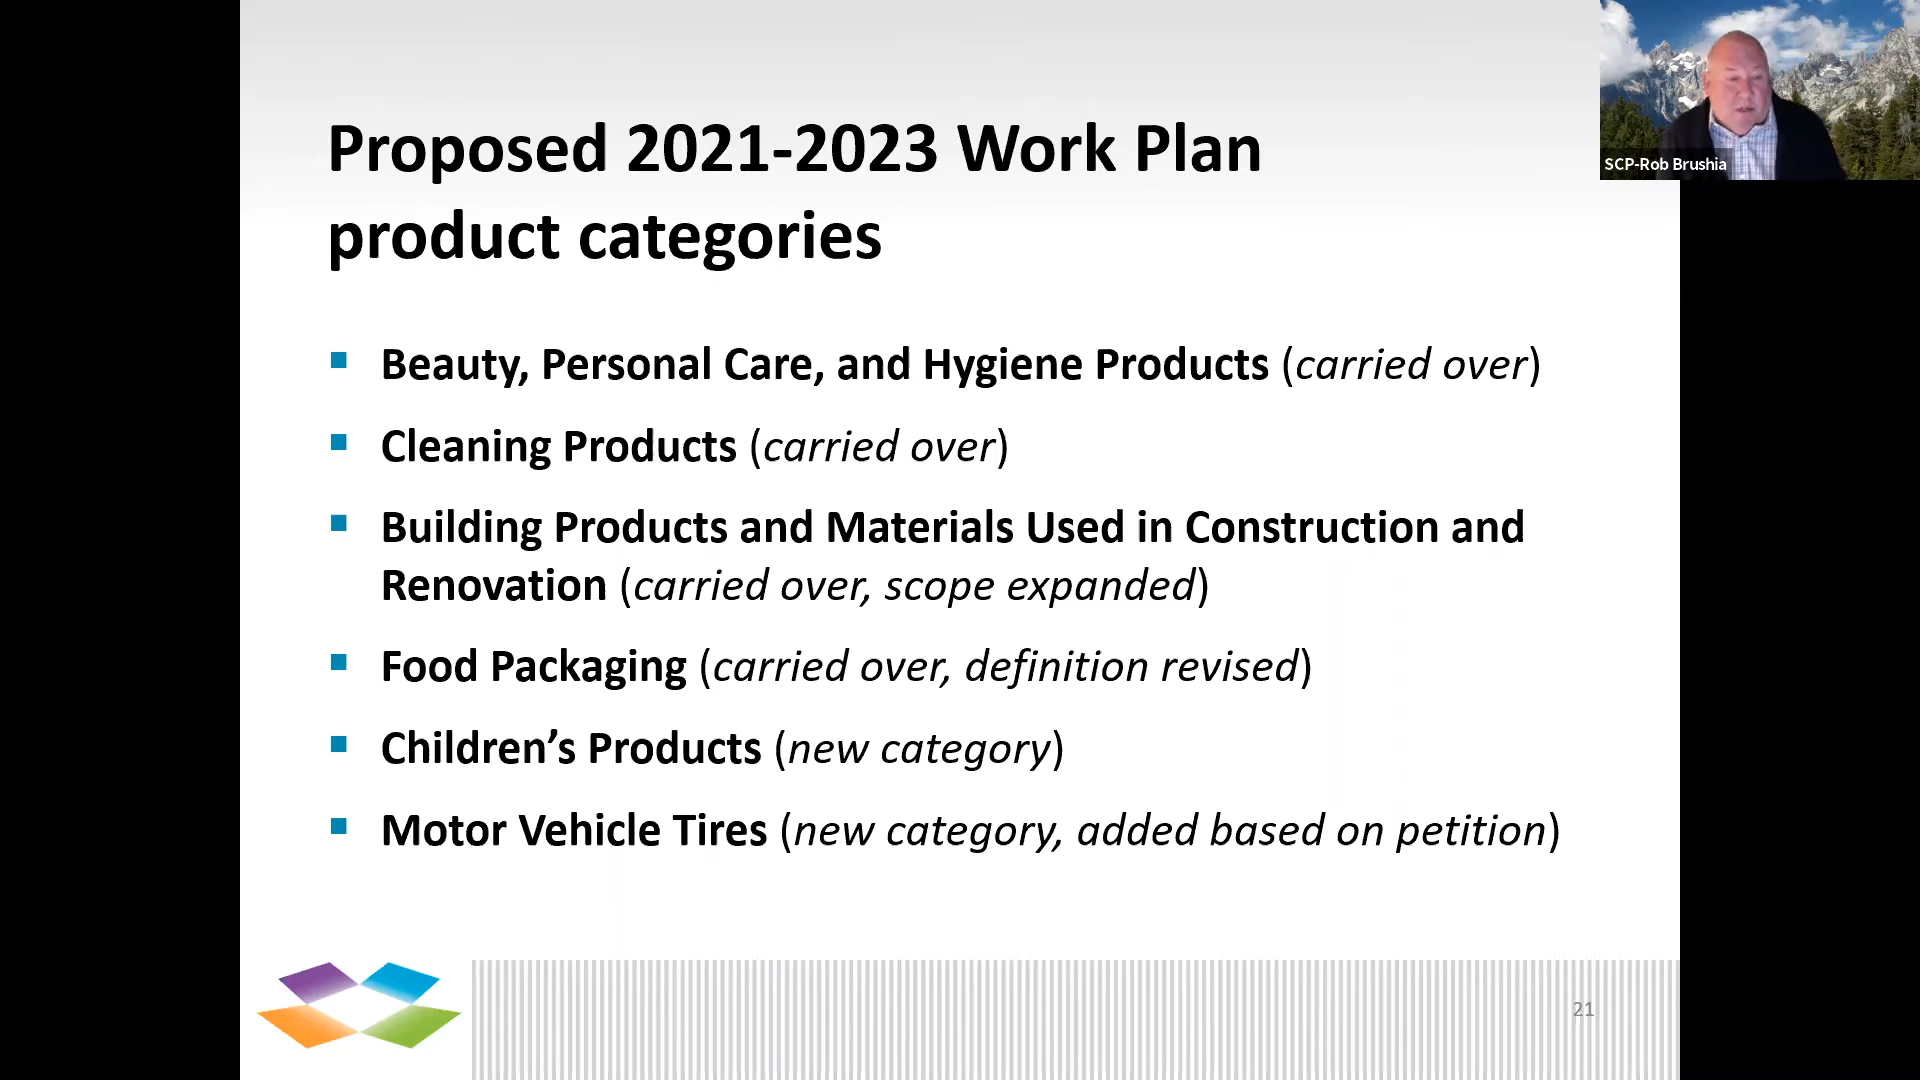 Proposed 2021-2023 Work Plan
product categories
SCP-Rob Brushia
Beauty, Personal Care, and Hygiene Products (carried over)
Cleaning Products (carried over)
Building Products and Materials Used in Construction and
Renovation (carried over, scope expanded)
Food Packaging (carried over, definition revised)
Children’s Products (new category)
Motor Vehicle Tires (new category, added based on petition)
21